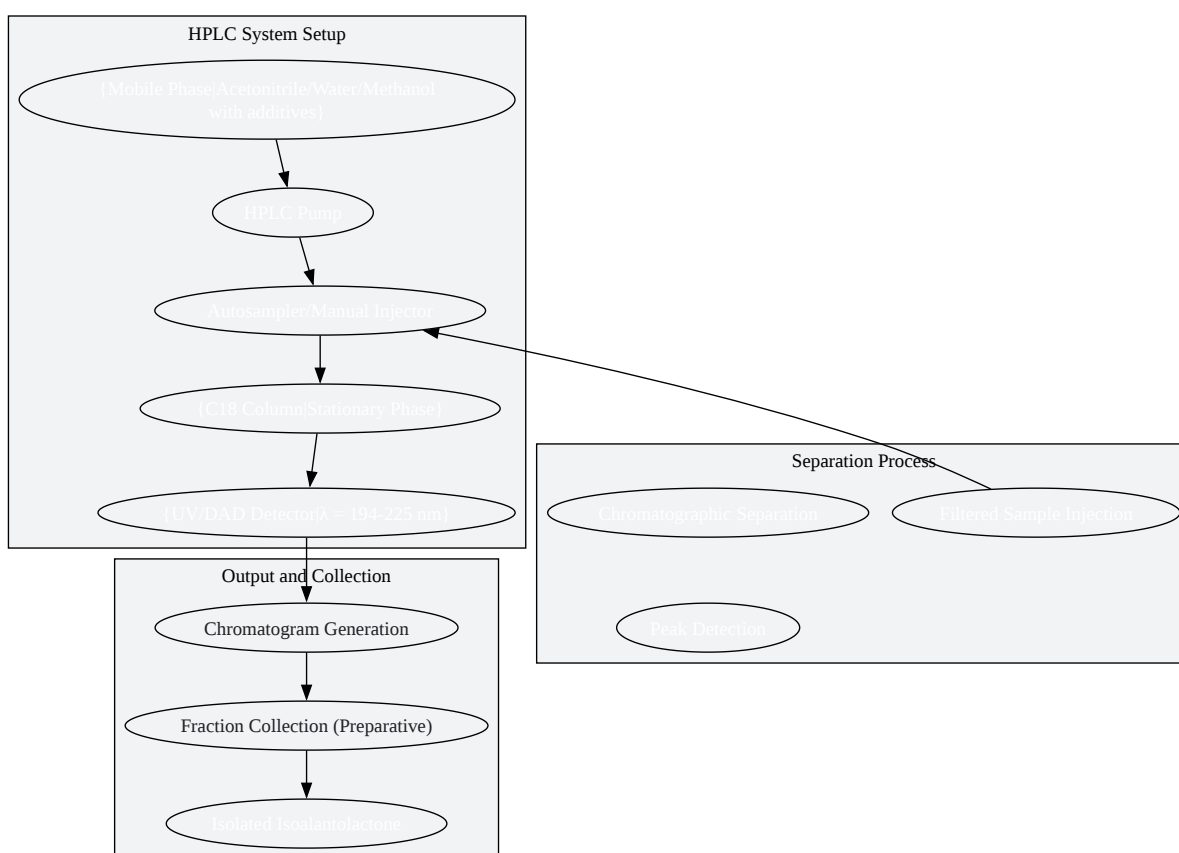 HPLC System Setup
{Mobile Phase|Acetonitrile/Water/Methanol
with additives}
HPLC Pump
Autosampler/Manual Injector
{C18 Column|Stationary Phase}
{UV/DAD Detector|λ = 194-225 nm}
Separation Process
Chromatographic Separation
Filtered Sample Injection
Peak Detection
Output and Collection
Chromatogram Generation
Fraction Collection (Preparative)
Isolated Isoalantolactone